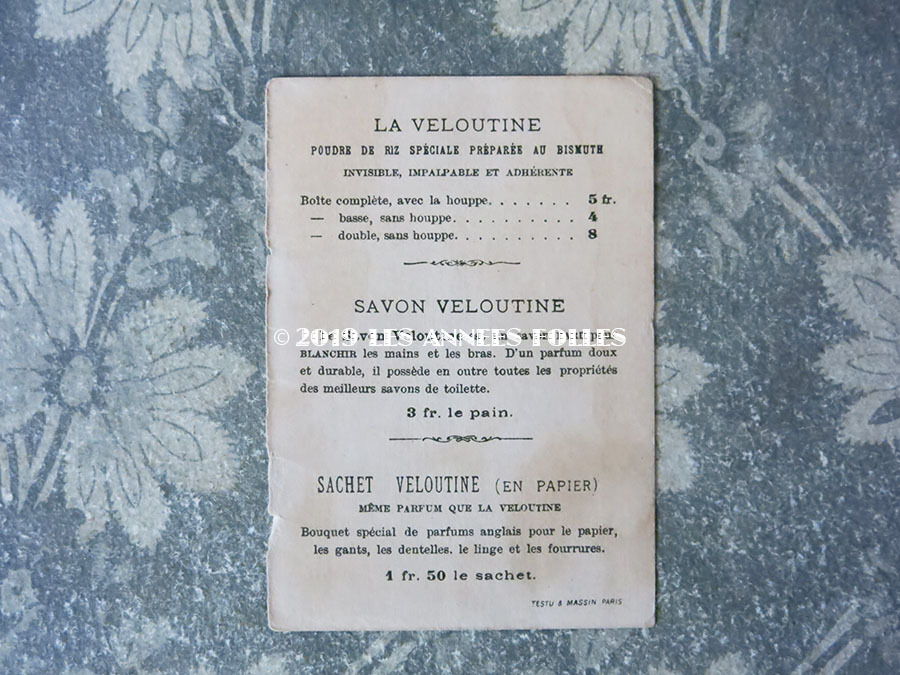 LA VELOUTINE
POUDRE DE RIZ SPÉCIALE PRÉPARÉE AU BISMUTH
INVISIBLE, IMPALPABLE ET ADHÉRENTE
Boîte complète, avec la houppe. . . . . . . 5 fr.
— basse, sans houppe. . . . . . . . . . 4
— double, sans houppe. . . . . . . . . . 8
SAVON VELOUTINE
© 2019 LES ANNEES FOLLES
Savon Veloutine
BLANCHIR les mains et les bras. D'un parfum doux
et durable, il possède en outre toutes les propriétés
des meilleurs savons de toilette.
3 fr. le pain.
SACHET VELOUTINE (EN PAPIER)
MÊME PARFUM QUE LA VELOUTINE
Bouquet spécial de parfums anglais pour le papier,
les gants, les dentelles. le linge et les fourrures.
1 fr. 50 le sachet.
TESTU & MASSIN PARIS